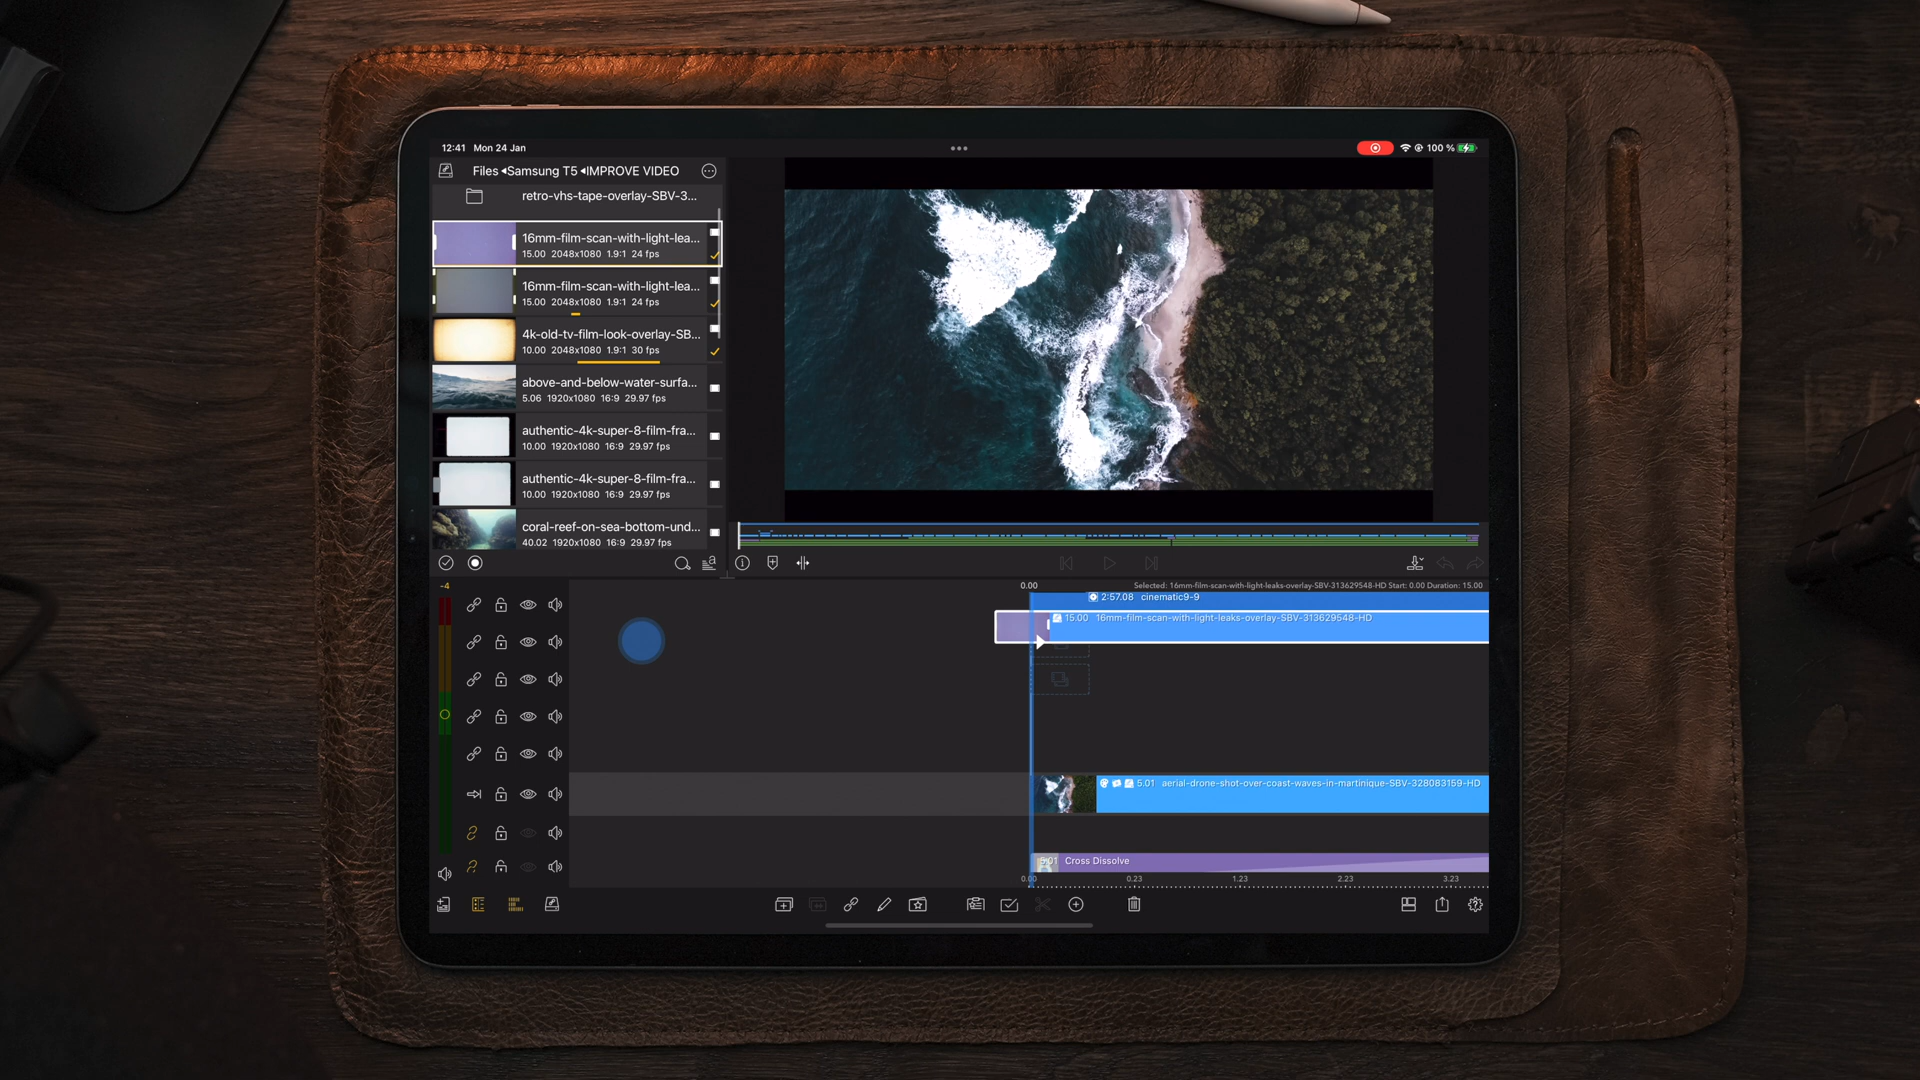 12:41 Mon 24 Jan
100 %
Files ◂Samsung T5 ◂IMPROVE VIDEO
retro-vhs-tape-overlay-SBV-3...
16mm-film-scan-with-light-lea...
15.00 2048x1080 1.9:1 24 fps
16mm-film-scan-with-light-lea...
15.00 2048x1080 1.9:1 24 fps
4k-old-tv-film-look-overlay-SB...
10.00 2048x1080 1.9:1 30 fps
above-and-below-water-surfa...
5.06 1920x1080 16:9 29.97 fps
authentic-4k-super-8-film-fra...
10.00 1920x1080 16:9 29.97 fps
authentic-4k-super-8-film-fra...
10.00 1920x1080 16:9 29.97 fps
coral-reef-on-sea-bottom-und...
40.02 1920x1080 16:9 29.97 fps
-4
0.00
Selected: 16mm-film-scan-with-light-leaks-overlay-SBV-313629548-HD Start: 0.00 Duration: 15.00
2:57.08 cinematic9-9
15.00 16mm-film-scan-with-light-leaks-overlay-SBV-313629548-HD
5.01 aerial-drone-shot-over-coast-waves-in-martinique-SBV-328083159-HD
5.01 Cross Dissolve
0.00 0.23 1.23 2.23 3.23